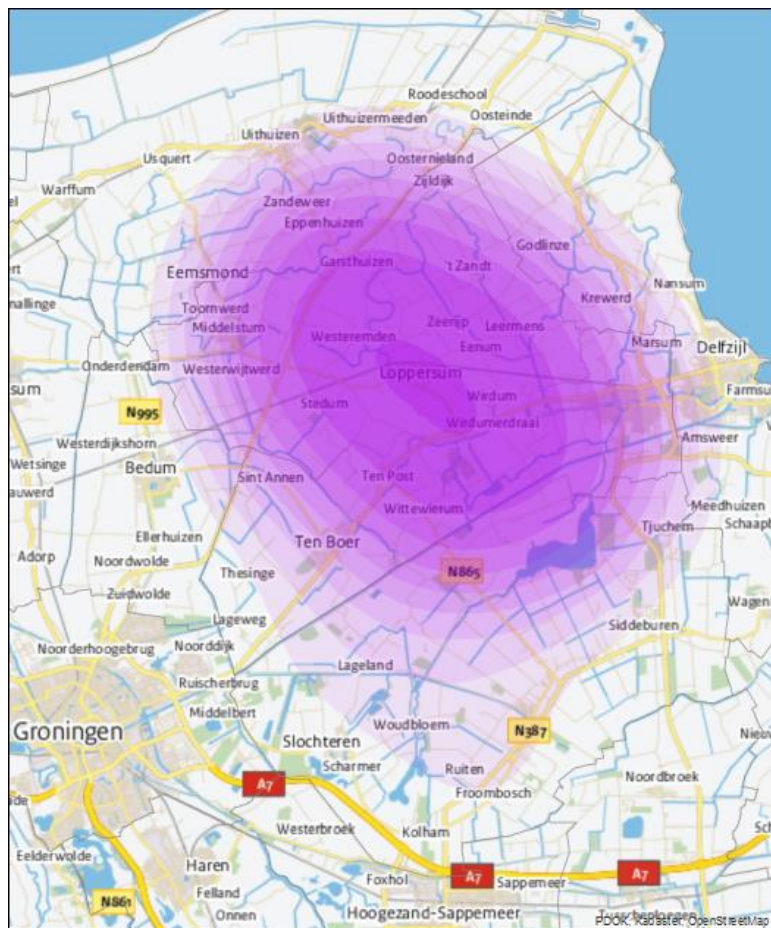 Roodeschool
Uithuizermeeden
Oosteinde
Uithuizen
Usquert
Oosternieland
Zijldijk
Warffum
Zandeweer
Eppenhuizen
Godlinze
Garsthuizen
't Zandt
Eemsmond
Nansum
Krewerd
Toornwerd
Zeerijp
Leermens
Middelstum
Westeremden
Eenum
Marsum
Delfzijl
Onderdendam
Westerwijtwerd
Loppersum
Farmsu
sum
Wirdum
Stedum
N995
Wirdumerdraai
Westerdijkshorn
Amsweer
Wetsinge
Bedum
Sint Annen
Ten Post
auwerd
Meedhuizen
Wittewierum
Schaapb
Tjuchem
Ellerhuizen
Ten Boer
Adorp
Noordwolde
Thesinge
N865
Zuidwolde
Wagen
Lageweg
Siddeburen
Noorderhoogebrug
Noorddijk
Lageland
Ruischerbrug
Middelbert
Woudbloem
Groningen
N387
Slochteren
Scharmer
Ruiten
Noordbroek
A7
Froombosch
Westerbroek
Kolham
Eelderwolde
Haren
Foxhol
A7
Sappemeer
A7
Felland
N861
Onnen
Hoogezand-Sappemeer
PDOK, Kadaster, OpenStreetMap